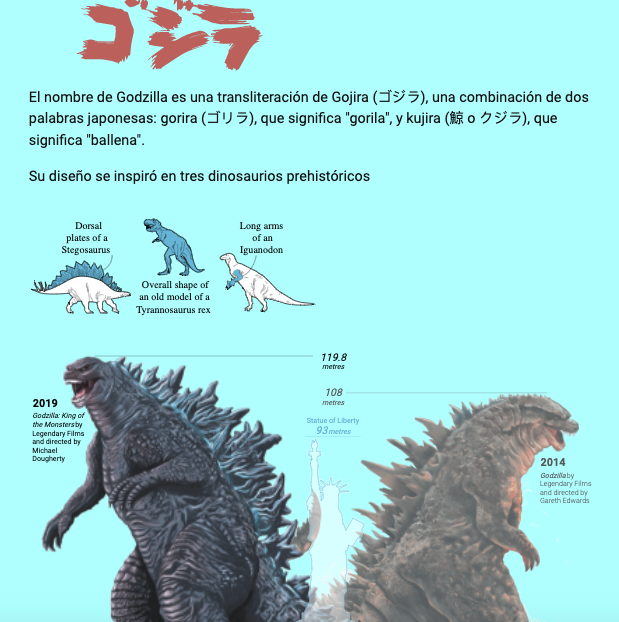 ゴジラ
El nombre de Godzilla es una transliteración de Gojira (ゴジラ), una combinación de dos
palabras japonesas: gorira (ゴリラ), que significa "gorila", y kujira (鯨 o クジラ), que
significa "ballena".
Su diseño se inspiró en tres dinosaurios prehistóricos
Dorsal
plates of a
Stegosaurus
Overall shape of
an old model of a
Tyrannosaurus rex
Long arms
of an
Iguanodon
119.8
metres
108
metres
Statue of Liberty
93 metres
2019
Godzilla: King of
the Monsters by
Legendary Films
and directed by
Michael
Dougherty
2014
Godzilla by
Legendary Films
and directed by
Gareth Edwards